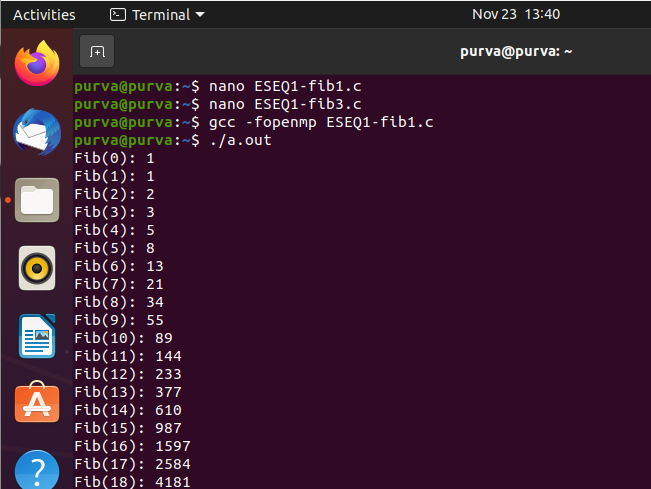 Activities
Terminal
Nov 23 13:40
purva@purva: ~
purva@purva:~$ nano ESEQ1-fib1.c
purva@purva:~$ nano ESEQ1-fib3.c
purva@purva:~$ gcc -fopenmp ESEQ1-fib1.c
purva@purva:~$ ./a.out
Fib(0): 1
Fib(1): 1
Fib(2): 2
Fib(3): 3
Fib(4): 5
Fib(5): 8
Fib(6): 13
Fib(7): 21
Fib(8): 34
Fib(9): 55
Fib(10): 89
Fib(11): 144
Fib(12): 233
Fib(13): 377
Fib(14): 610
Fib(15): 987
Fib(16): 1597
Fib(17): 2584
Fib(18): 4181